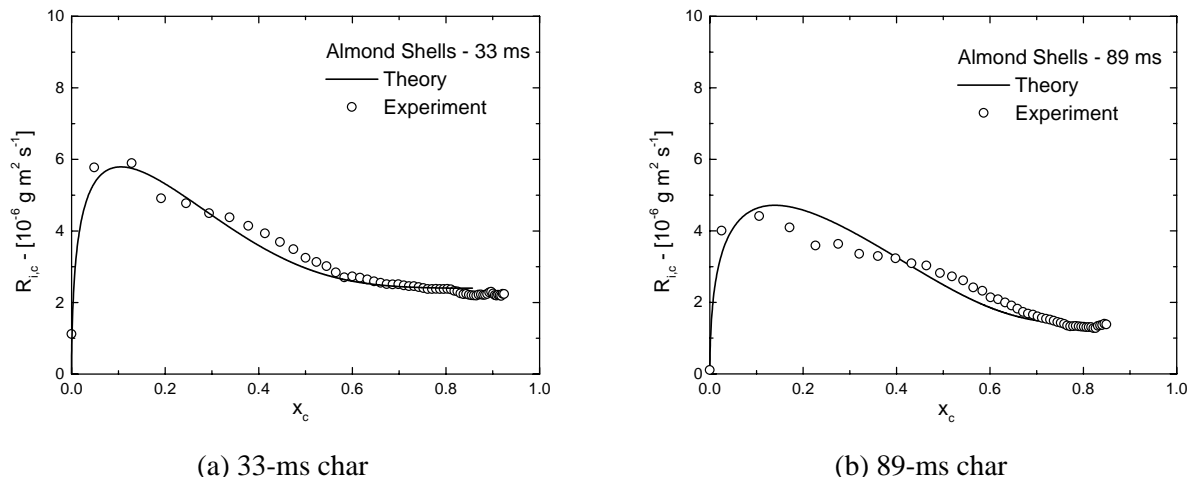 10
8
6
4
2
0
R_{i,c} - [10^{-6} g m^{2} s^{-1}]
Almond Shells - 33 ms
Theory
Experiment
0.0 0.2 0.4 0.6 0.8 1.0
x_c
(a) 33-ms char
10
8
6
4
2
0
R_{i,c} - [10^{-6} g m^{2} s^{-1}]
Almond Shells - 89 ms
Theory
Experiment
0.0 0.2 0.4 0.6 0.8 1.0
x_c
(b) 89-ms char